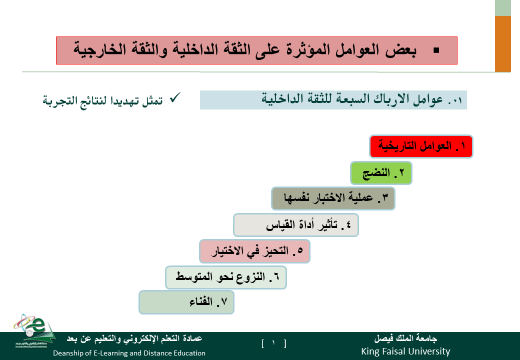 ▪ بعض العوامل المؤثرة على الثقة الداخلية والثقة الخارجية
٠١. عوامل الارباك السبعة للثقة الداخلية
✓ تمثل تهديدا لنتائج التجربة
١. العوامل التاريخية
٢. النضج
٣. عملية الاختبار نفسها
٤. تأثير أداة القياس
٥. التحيز في الاختيار
٦. النزوع نحو المتوسط
٧. الفناء
جامعة الملك فيصل
King Faisal University
[ ١ ]
عمادة التعلم الإلكتروني والتعليم عن بعد
Deanship of E-Learning and Distance Education